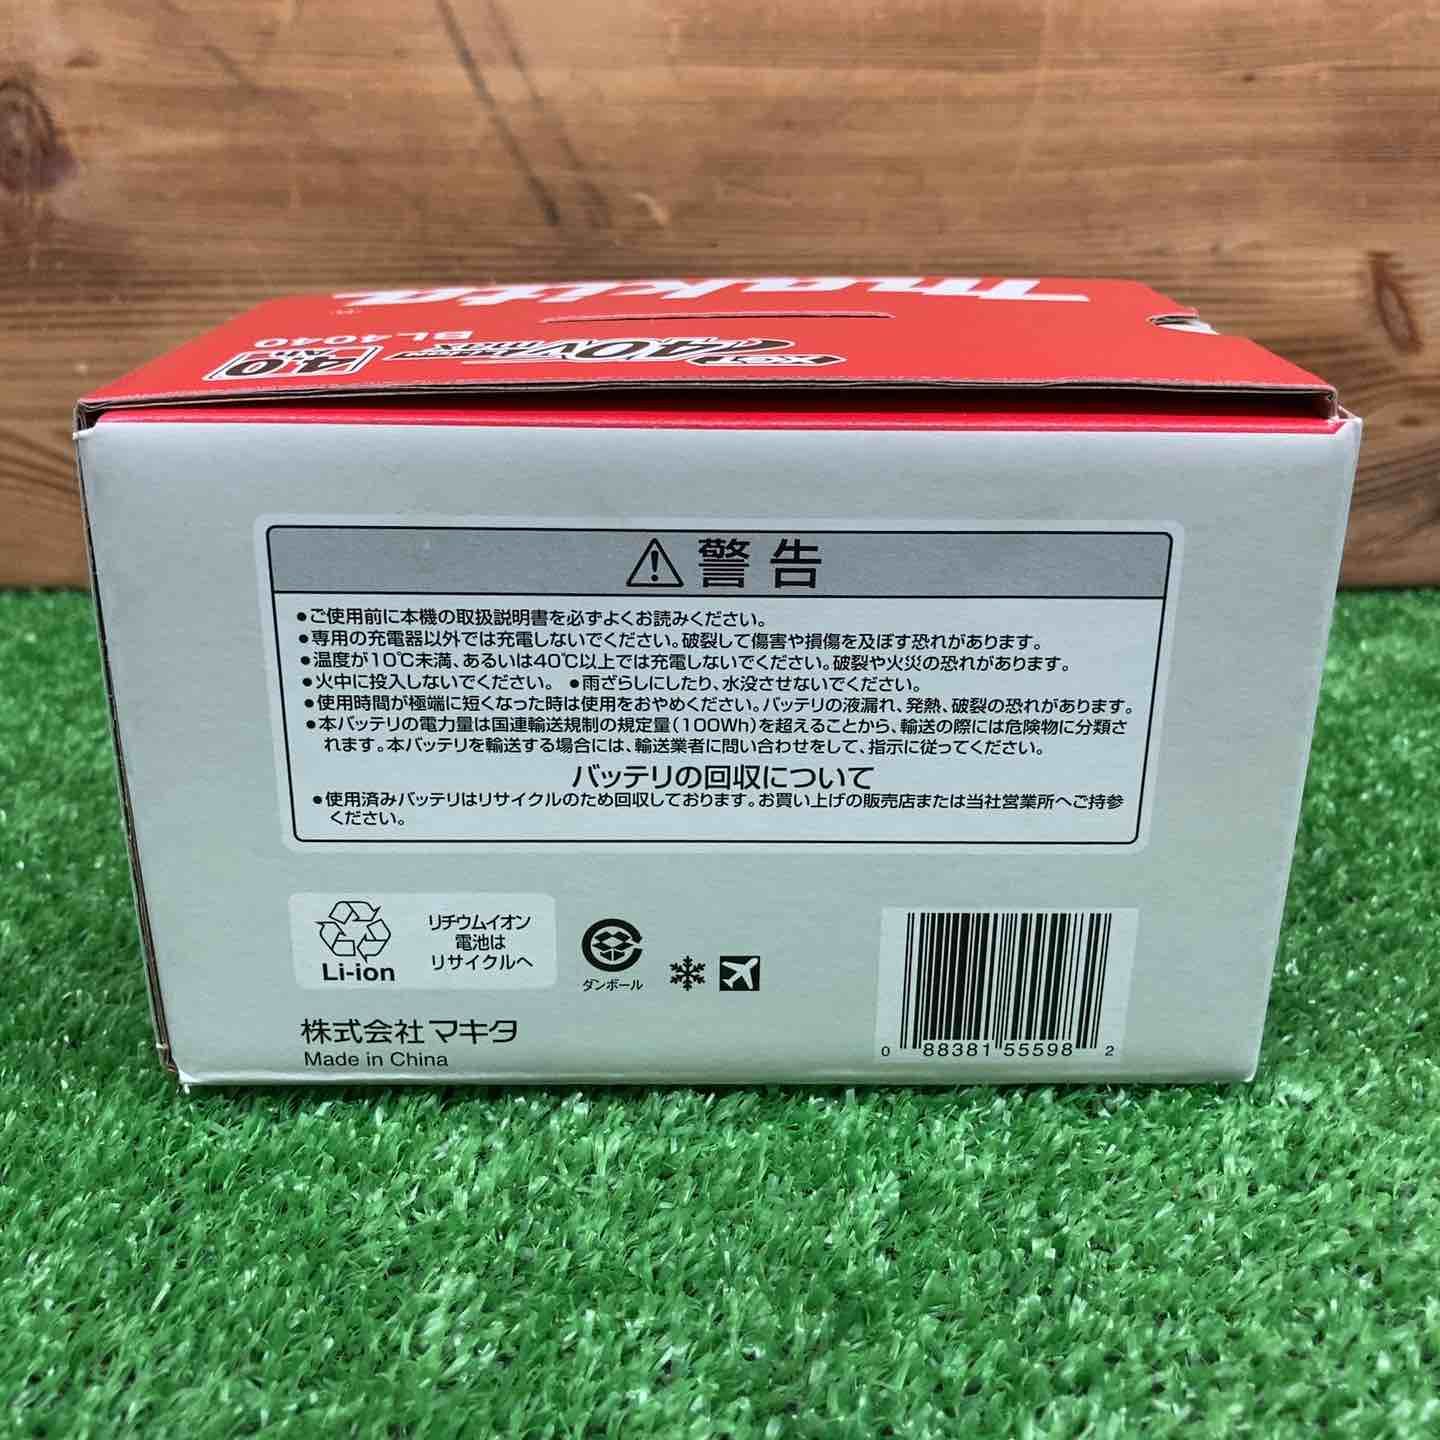 makita
BL4040
4.0 Ah
XGT 40Vmax Li-ion
警告
●ご使用前に本機の取扱説明書を必ずよくお読みください。
●専用の充電器以外では充電しないでください。破裂して傷害や損傷を及ぼす恐れがあります。
●温度が10℃未満、あるいは40℃以上では充電しないでください。破裂や火災の恐れがあります。
●火中に投入しないでください。 ●雨ざらしにしたり、水没させないでください。
●使用時間が極端に短くなった時は使用をおやめください。バッテリの液漏れ、発熱、破裂の恐れがあります。
●本バッテリの電力量は国連輸送規制の規定量(100Wh)を超えることから、輸送の際には危険物に分類さ
れます。本バッテリを輸送する場合には、輸送業者に問い合わせをして、指示に従ってください。
バッテリの回収について
●使用済みバッテリはリサイクルのため回収しております。お買い上げの販売店または当社営業所へご持参
ください。
Li-ion
リチウムイオン
電池は
リサイクルへ
ダンボール
株式会社マキタ
Made in China
0 88381 55598 2